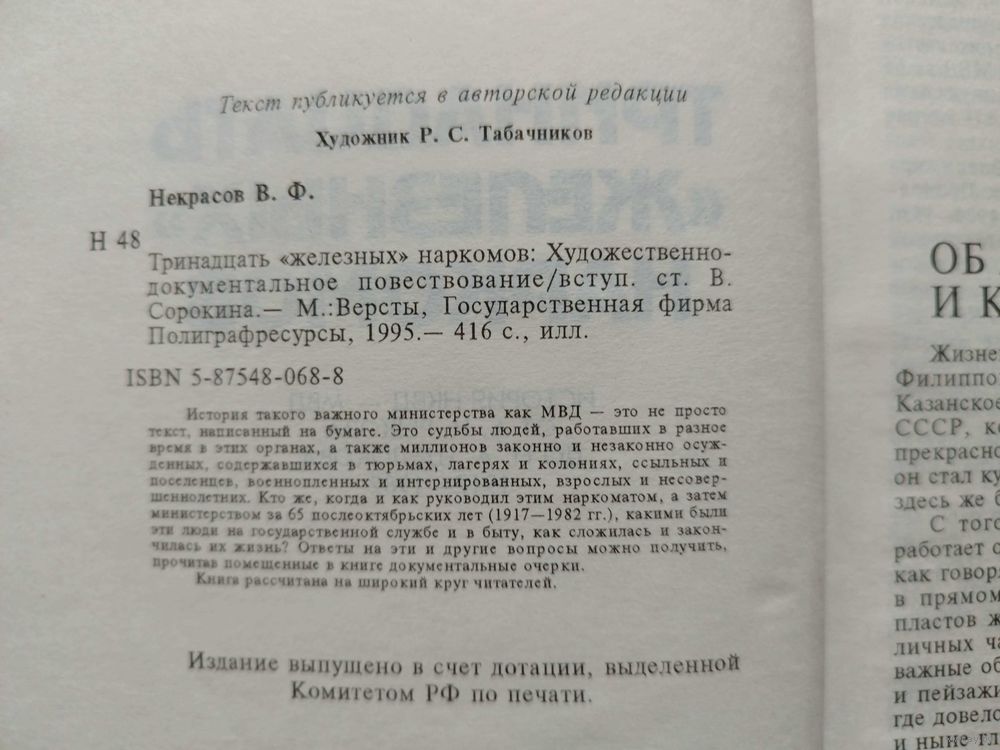 Текст публикуется в авторской редакции
Художник Р. С. Табачников
Некрасов В. Ф.
Н 48
Тринадцать «железных» наркомов: Художественно-
документальное повествование/вступ. ст. В.
Сорокина.— М.:Версты, Государственная фирма
Полиграфресурсы, 1995.— 416 с., илл.
ISBN 5-87548-068-8
История такого важного министерства как МВД — это не просто
текст, написанный на бумаге. Это судьбы людей, работавших в разное
время в этих органах, а также миллионов законно и незаконно осуж-
денных, содержавшихся в тюрьмах, лагерях и колониях, ссыльных и
поселенцев, военнопленных и интернированных, взрослых и несовер-
шеннолетних. Кто же, когда и как руководил этим наркоматом, а затем
министерством за 65 послеоктябрьских лет (1917—1982 гг.), какими были
эти люди на государственной службе и в быту, как сложилась и закон-
чилась их жизнь? Ответы на эти и другие вопросы можно получить,
прочитав помещенные в книге документальные очерки.
Книга рассчитана на широкий круг читателей.
Издание выпущено в счет дотации, выделенной
Комитетом РФ по печати.
ОБ
И К
Жизне
Филиппо
Казанское
СССР, ко
прекрасно
он стал ку
здесь же б
С того
работает с
как говор
в прямом
пластов ж
личных ча
важные об
и пейзажи
где довело
и ныне гл